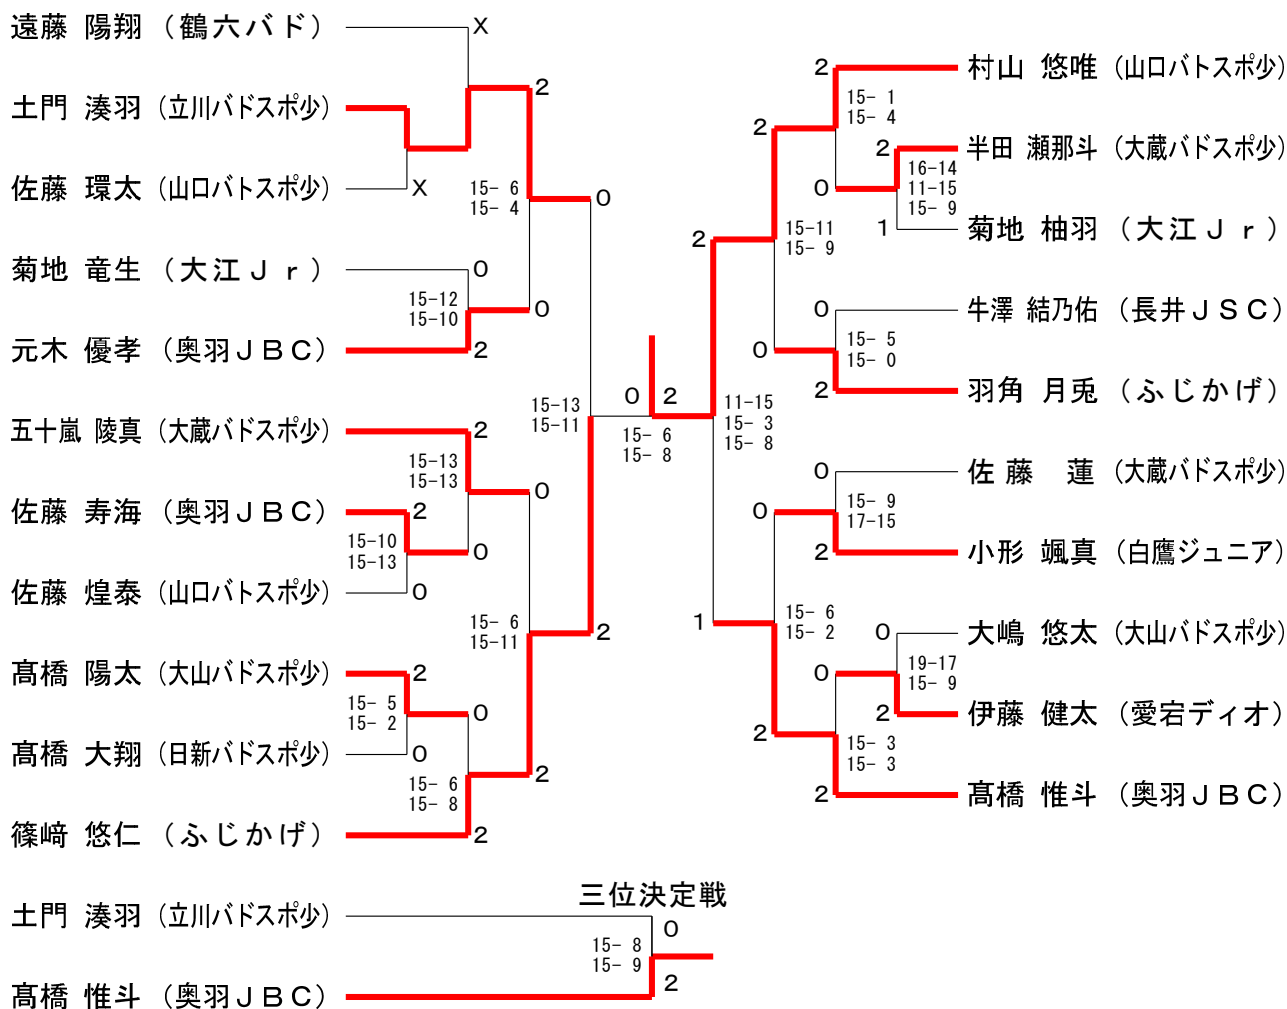 遠藤 陽翔 (鶴六バド)
X
土門 湊羽 (立川バドスポ少)
2
佐藤 環太 (山口バトスポ少)
X
15- 6
15- 4
0
菊地 竜生 (大江Jr)
0
15-12
15-10
0
元木 優孝 (奥羽JBC)
2
15-13
15-11
五十嵐 陵真 (大蔵バドスポ少)
2
15-13
15-13
0
佐藤 寿海 (奥羽JBC)
2
15-10
15-13
0
佐藤 煌泰 (山口バトスポ少)
0
15- 6
15-11
2
髙橋 陽太 (大山バドスポ少)
2
15- 5
15- 2
0
髙橋 大翔 (日新バドスポ少)
0
15- 6
15- 8
2
篠﨑 悠仁 (ふじかげ)
2
0 2
15- 6
15- 8
村山 悠唯 (山口バトスポ少)
2
15- 1
15- 4
2
半田 瀬那斗 (大蔵バドスポ少)
2
16-14
11-15
15- 9
0
菊地 柚羽 (大江Jr)
1
15-11
15- 9
2
牛澤 結乃佑 (長井JSC)
0
15- 5
15- 0
0
羽角 月兎 (ふじかげ)
2
11-15
15- 3
15- 8
佐藤 蓮 (大蔵バドスポ少)
0
15- 9
17-15
0
小形 颯真 (白鷹ジュニア)
2
15- 6
15- 2
1
大嶋 悠太 (大山バドスポ少)
0
19-17
15- 9
0
伊藤 健太 (愛宕ディオ)
2
15- 3
15- 3
2
髙橋 惟斗 (奥羽JBC)
2
三位決定戦
土門 湊羽 (立川バドスポ少)
0
15- 8
15- 9
髙橋 惟斗 (奥羽JBC)
2